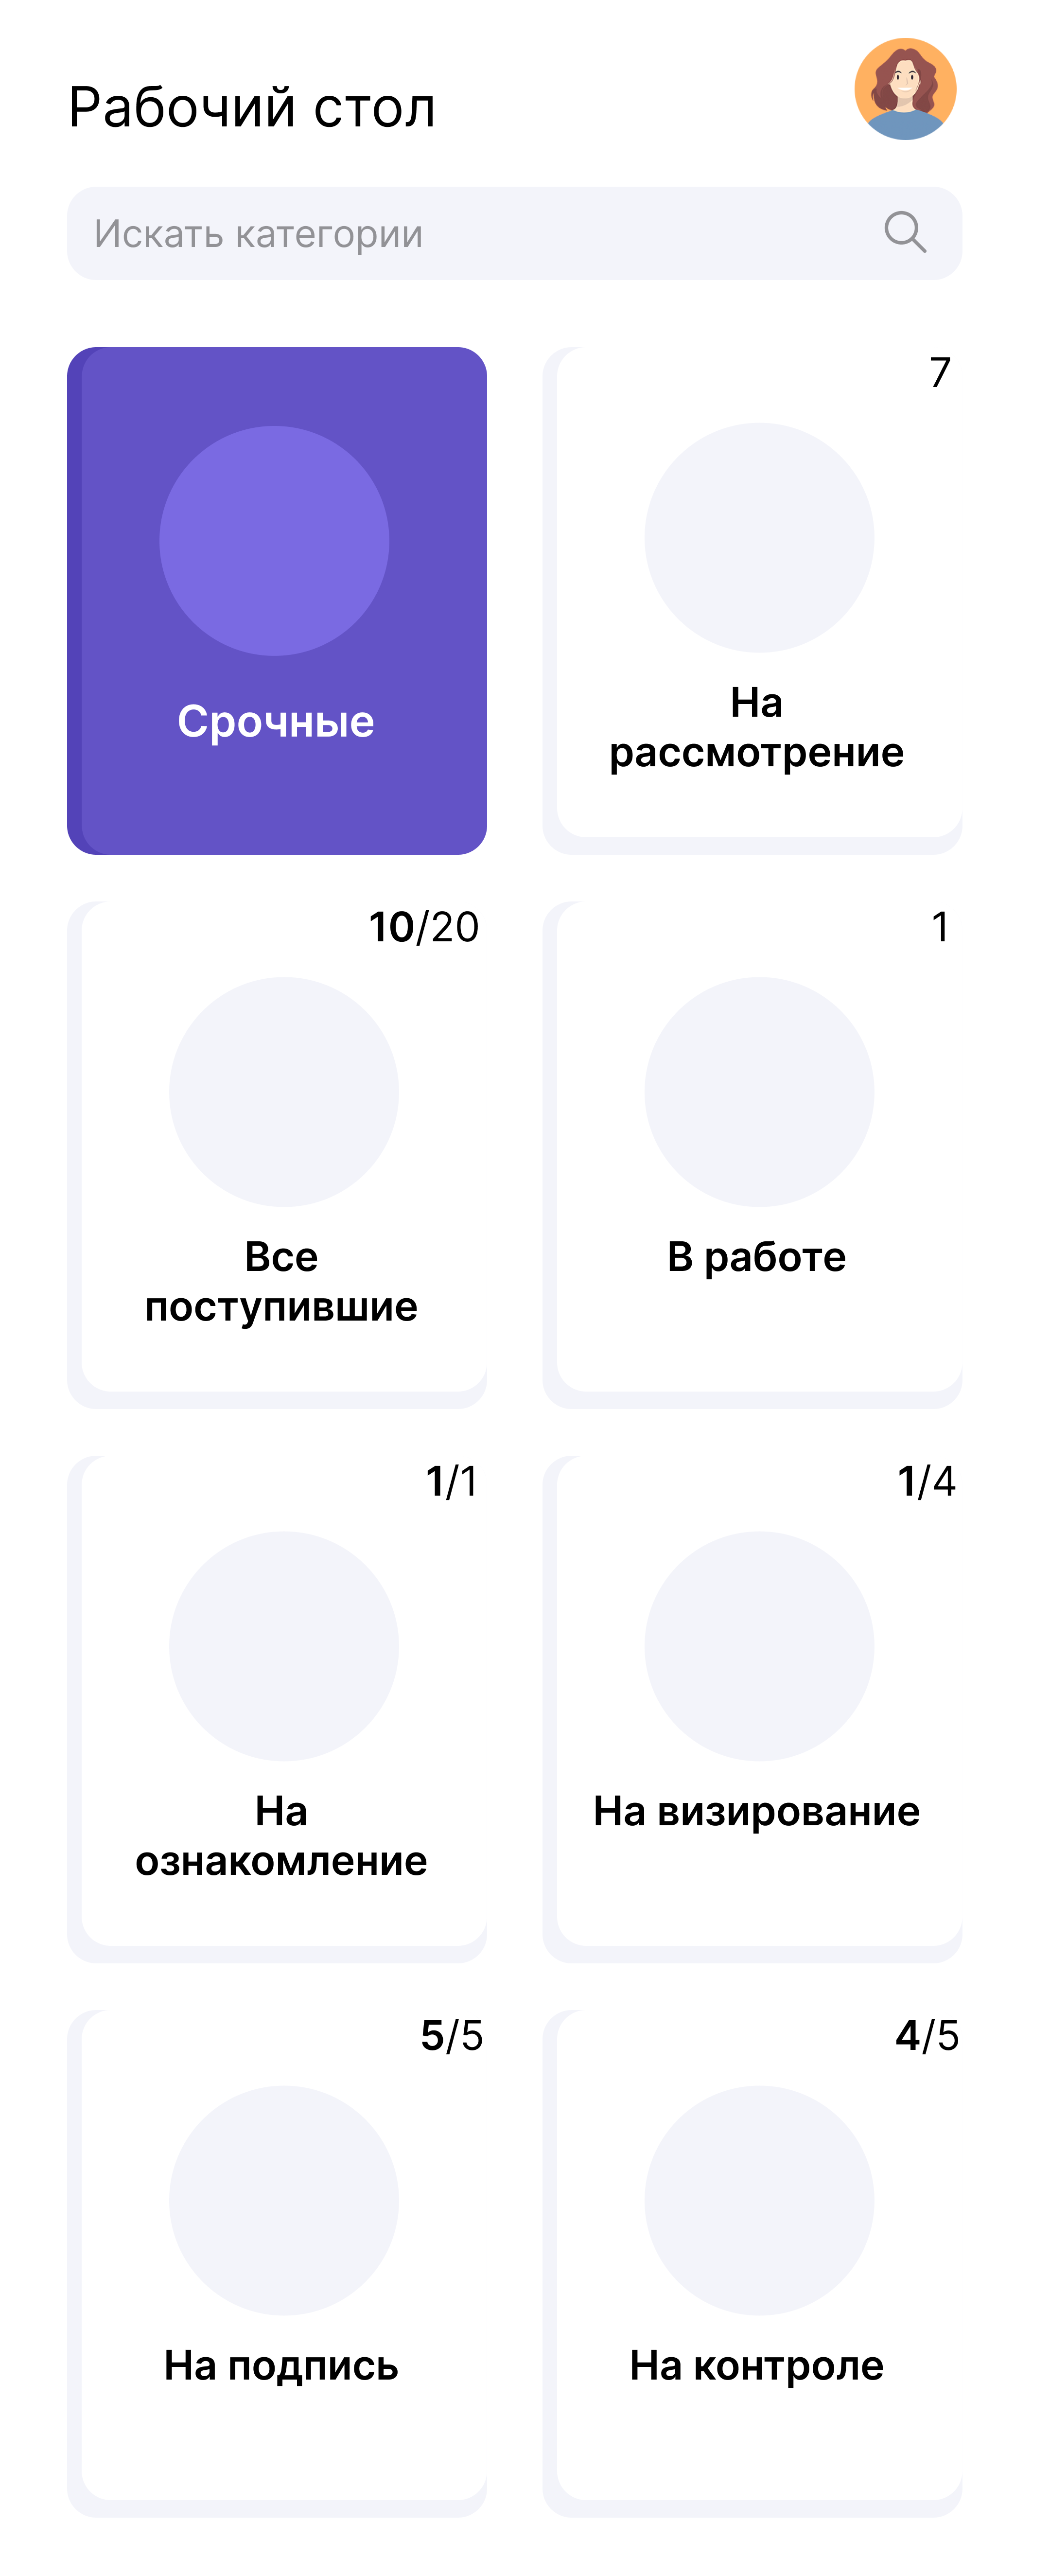 Рабочий стол
Искать категории
Срочные
7
На
рассмотрение
10/20
Все
поступившие
1
В работе
1/1
На
ознакомление
1/4
На визирование
5/5
На подпись
4/5
На контроле